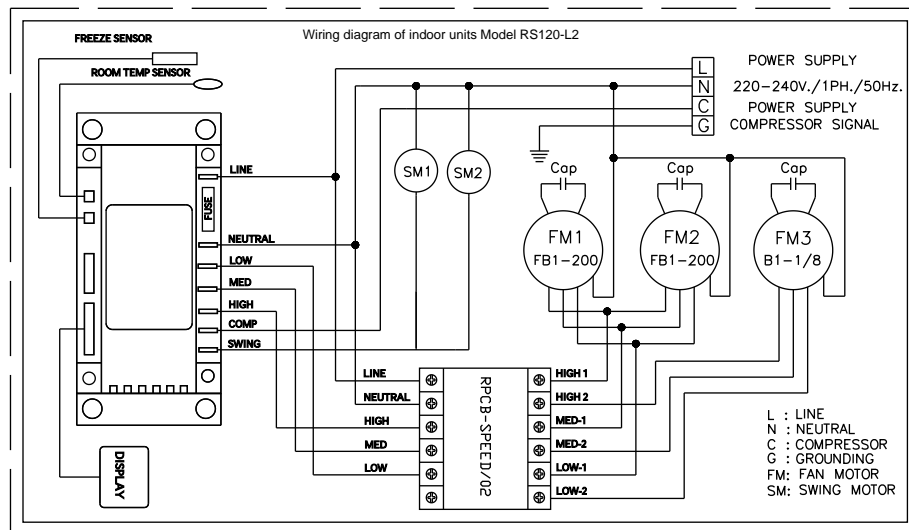 Wiring diagram of indoor units Model RS120-L2
FREEZE SENSOR
ROOM TEMP SENSOR
L
N
C
G
POWER SUPPLY
220-240V./1PH./50Hz.
POWER SUPPLY
COMPRESSOR SIGNAL
FUSE
LINE
NEUTRAL
LOW
MED
HIGH
COMP
SWING
SM1
SM2
Cap
Cap
Cap
FM1
FB1-200
FM2
FB1-200
FM3
B1-1/8
LINE
NEUTRAL
HIGH
MED
LOW
RPCB-SPEED/02
HIGH 1
HIGH 2
MED-1
MED-2
LOW-1
LOW-2
DISPLAY
L : LINE
N : NEUTRAL
C : COMPRESSOR
G : GROUNDING
FM: FAN MOTOR
SM: SWING MOTOR